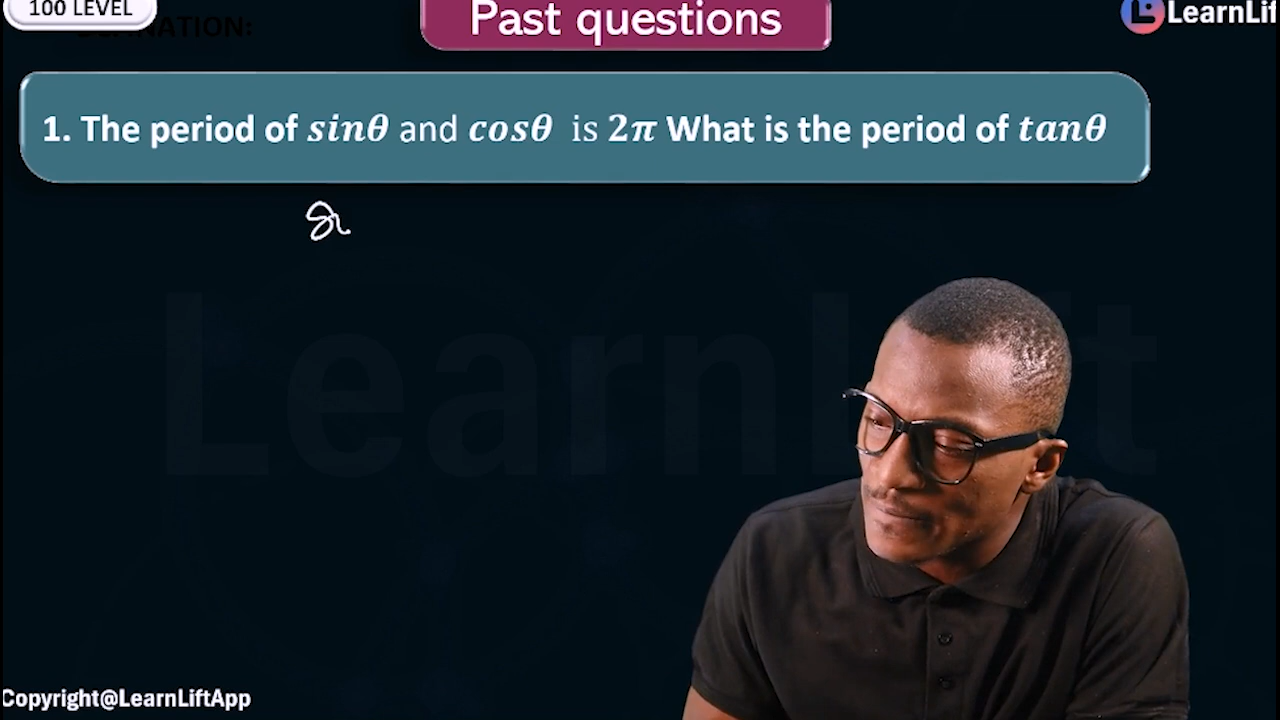 100 LEVEL
Past questions
LearnLif
1. The period of sinθ and cosθ is 2π What is the period of tanθ
LearnLift
Copyright@LearnLiftApp